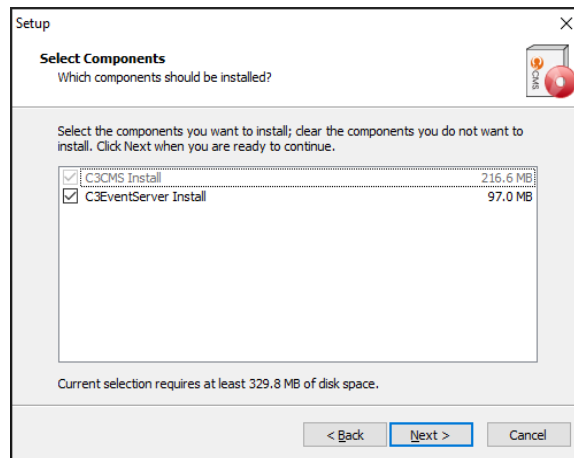 Setup
Select Components
Which components should be installed?
CMS
Select the components you want to install; clear the components you do not want to
install. Click Next when you are ready to continue.
C3CMS Install 216.6 MB
C3EventServer Install 97.0 MB
Current selection requires at least 329.8 MB of disk space.
< Back Next > Cancel